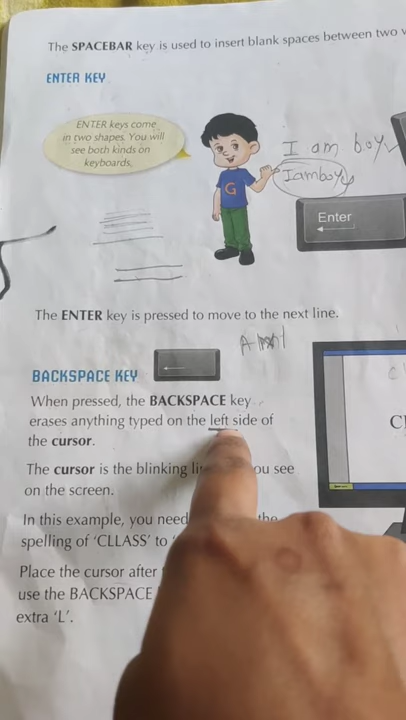 The SPACEBAR key is used to insert blank spaces between two
ENTER KEY
ENTER keys come
in two shapes. You will
see both kinds on
keyboards.
I am boy
Iamboy
G
Enter
The ENTER key is pressed to move to the next line.
BACKSPACE KEY
When pressed, the BACKSPACE key
erases anything typed on the left side of
the cursor.
The cursor is the blinking you see
on the screen.
In this example, you need the
spelling of 'CLLASS' to
Place the cursor after
use the BACKSPACE
extra 'L'.